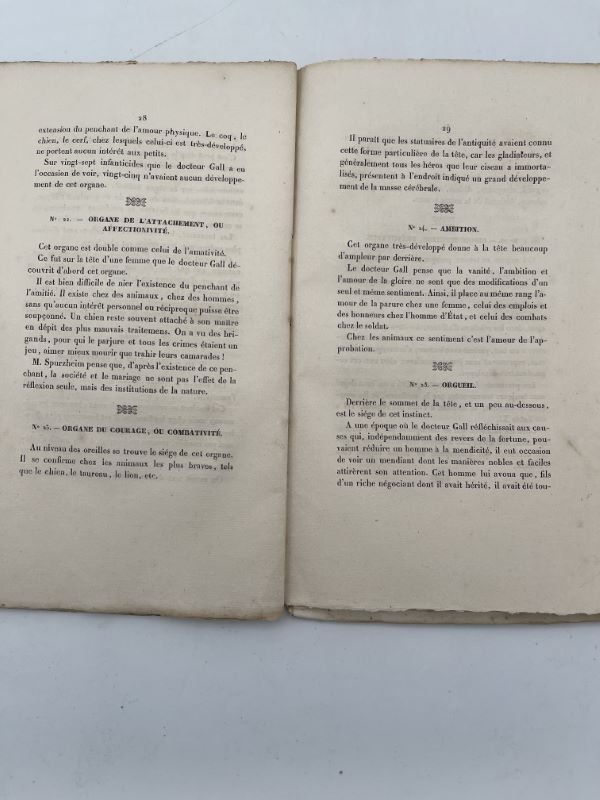 28
extension du penchant de l'amour physique. Le coq, le
chien, le cerf, chez lesquels celui-ci est très-développé,
ne portent aucun intérêt aux petits.
Sur vingt-sept infanticides que le docteur Gall a eu
l'occasion de voir, vingt-cinq n'avaient aucun développe-
ment de cet organe.
N° 22. — ORGANE DE L'ATTACHEMENT, OU
AFFECTIONIVITÉ.
Cet organe est double comme celui de l'amativité.
Ce fut sur la tête d'une femme que le docteur Gall dé-
couvrit d'abord cet organe.
Il est bien difficile de nier l'existence du penchant de
l'amitié. Il existe chez des animaux, chez des hommes,
sans qu'aucun intérêt personnel ou réciproque puisse être
soupçonné. Un chien reste souvent attaché à son maître
en dépit des plus mauvais traitemens. On a vu des bri-
gands, pour qui le parjure et tous les crimes étaient un
jeu, aimer mieux mourir que trahir leurs camarades !
M. Spurzheim pense que, d'après l'existence de ce pen-
chant, la société et le mariage ne sont pas l'effet de la
réflexion seule, mais des institutions de la nature.
N° 23. — ORGANE DU COURAGE, OU COMBATIVITÉ.
Au niveau des oreilles se trouve le siége de cet organe.
Il se confirme chez les animaux les plus braves, tels
que le chien, le taureau, le lion, etc.
29
Il paraît que les statuaires de l'antiquité avaient connu
cette forme particulière de la tête, car les gladiateurs, et
généralement tous les héros que leur ciseau a immorta-
lisés, présentent à l'endroit indiqué un grand développe-
ment de la masse cérébrale.
N° 24. — AMBITION.
Cet organe très-développé donne à la tête beaucoup
d'ampleur par derrière.
Le docteur Gall pense que la vanité, l'ambition et
l'amour de la gloire ne sont que des modifications d'un
seul et même sentiment. Ainsi, il place au même rang l'a-
mour de la parure chez une femme, celui des emplois et
des honneurs chez l'homme d'État, et celui des combats
chez le soldat.
Chez les animaux ce sentiment c'est l'amour de l'ap-
probation.
N° 25. — ORGUEIL.
Derrière le sommet de la tête, et un peu au-dessous,
est le siége de cet instinct.
A une époque où le docteur Gall réfléchissait aux cau-
ses qui, indépendamment des revers de la fortune, pou-
vaient réduire un homme à la mendicité, il eut occasion
de voir un mendiant dont les manières nobles et faciles
attirèrent son attention. Cet homme lui avoua que, fils
d'un riche négociant dont il avait hérité, il avait été tou-